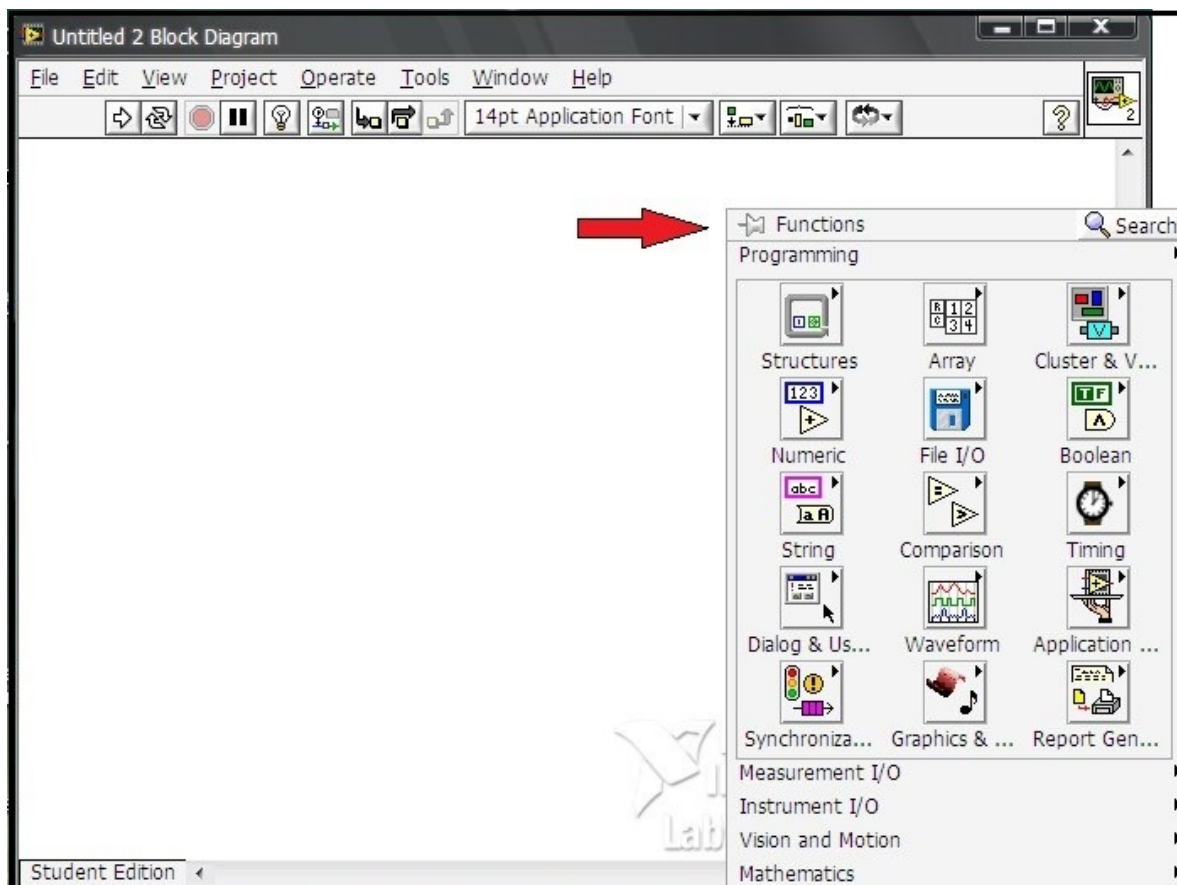 Untitled 2 Block Diagram
File Edit View Project Operate Tools Window Help
14pt Application Font
2
Functions Search
Programming
Structures Array Cluster & V...
Numeric File I/O Boolean
String Comparison Timing
Dialog & Us... Waveform Application ...
Synchroniza... Graphics & ... Report Gen...
Measurement I/O
Instrument I/O
Vision and Motion
Mathematics
Student Edition